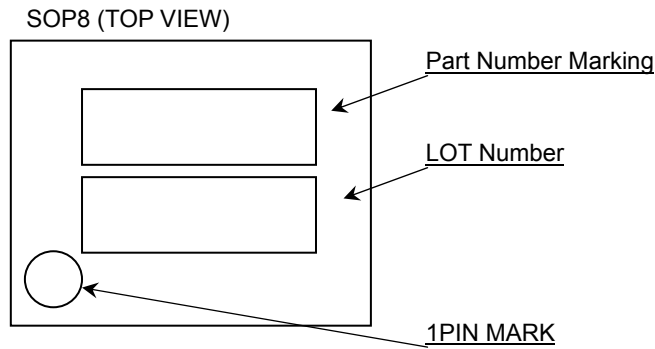 SOP8 (TOP VIEW)
Part Number Marking
LOT Number
1PIN MARK